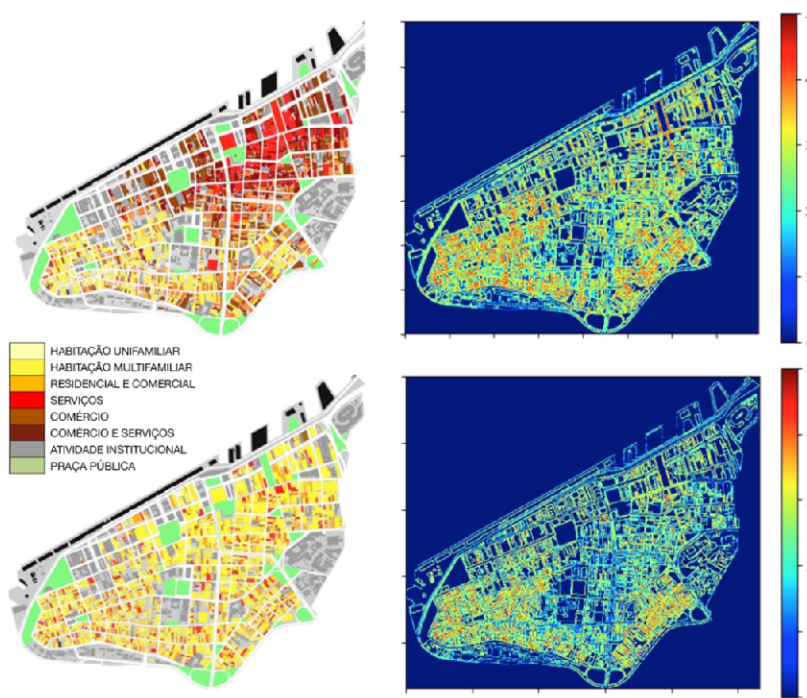 HABITAÇÃO UNIFAMILIAR
HABITAÇÃO MULTIFAMILIAR
RESIDENCIAL E COMERCIAL
SERVIÇOS
COMÉRCIO
COMÉRCIO E SERVIÇOS
ATIVIDADE INSTITUCIONAL
PRAÇA PÚBLICA